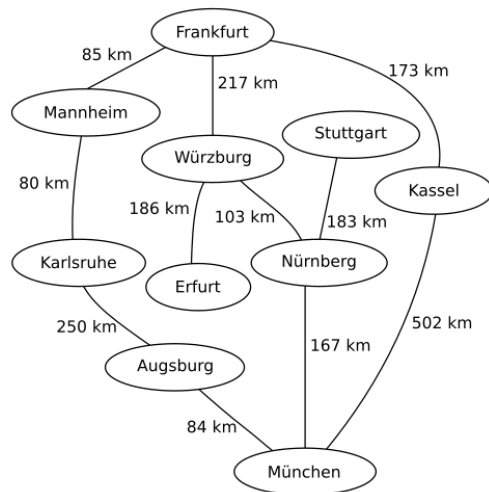 Frankfurt
85 km
173 km
217 km
Mannheim
Stuttgart
Würzburg
80 km
Kassel
186 km
103 km
183 km
Karlsruhe
Nürnberg
Erfurt
250 km
502 km
167 km
Augsburg
84 km
München